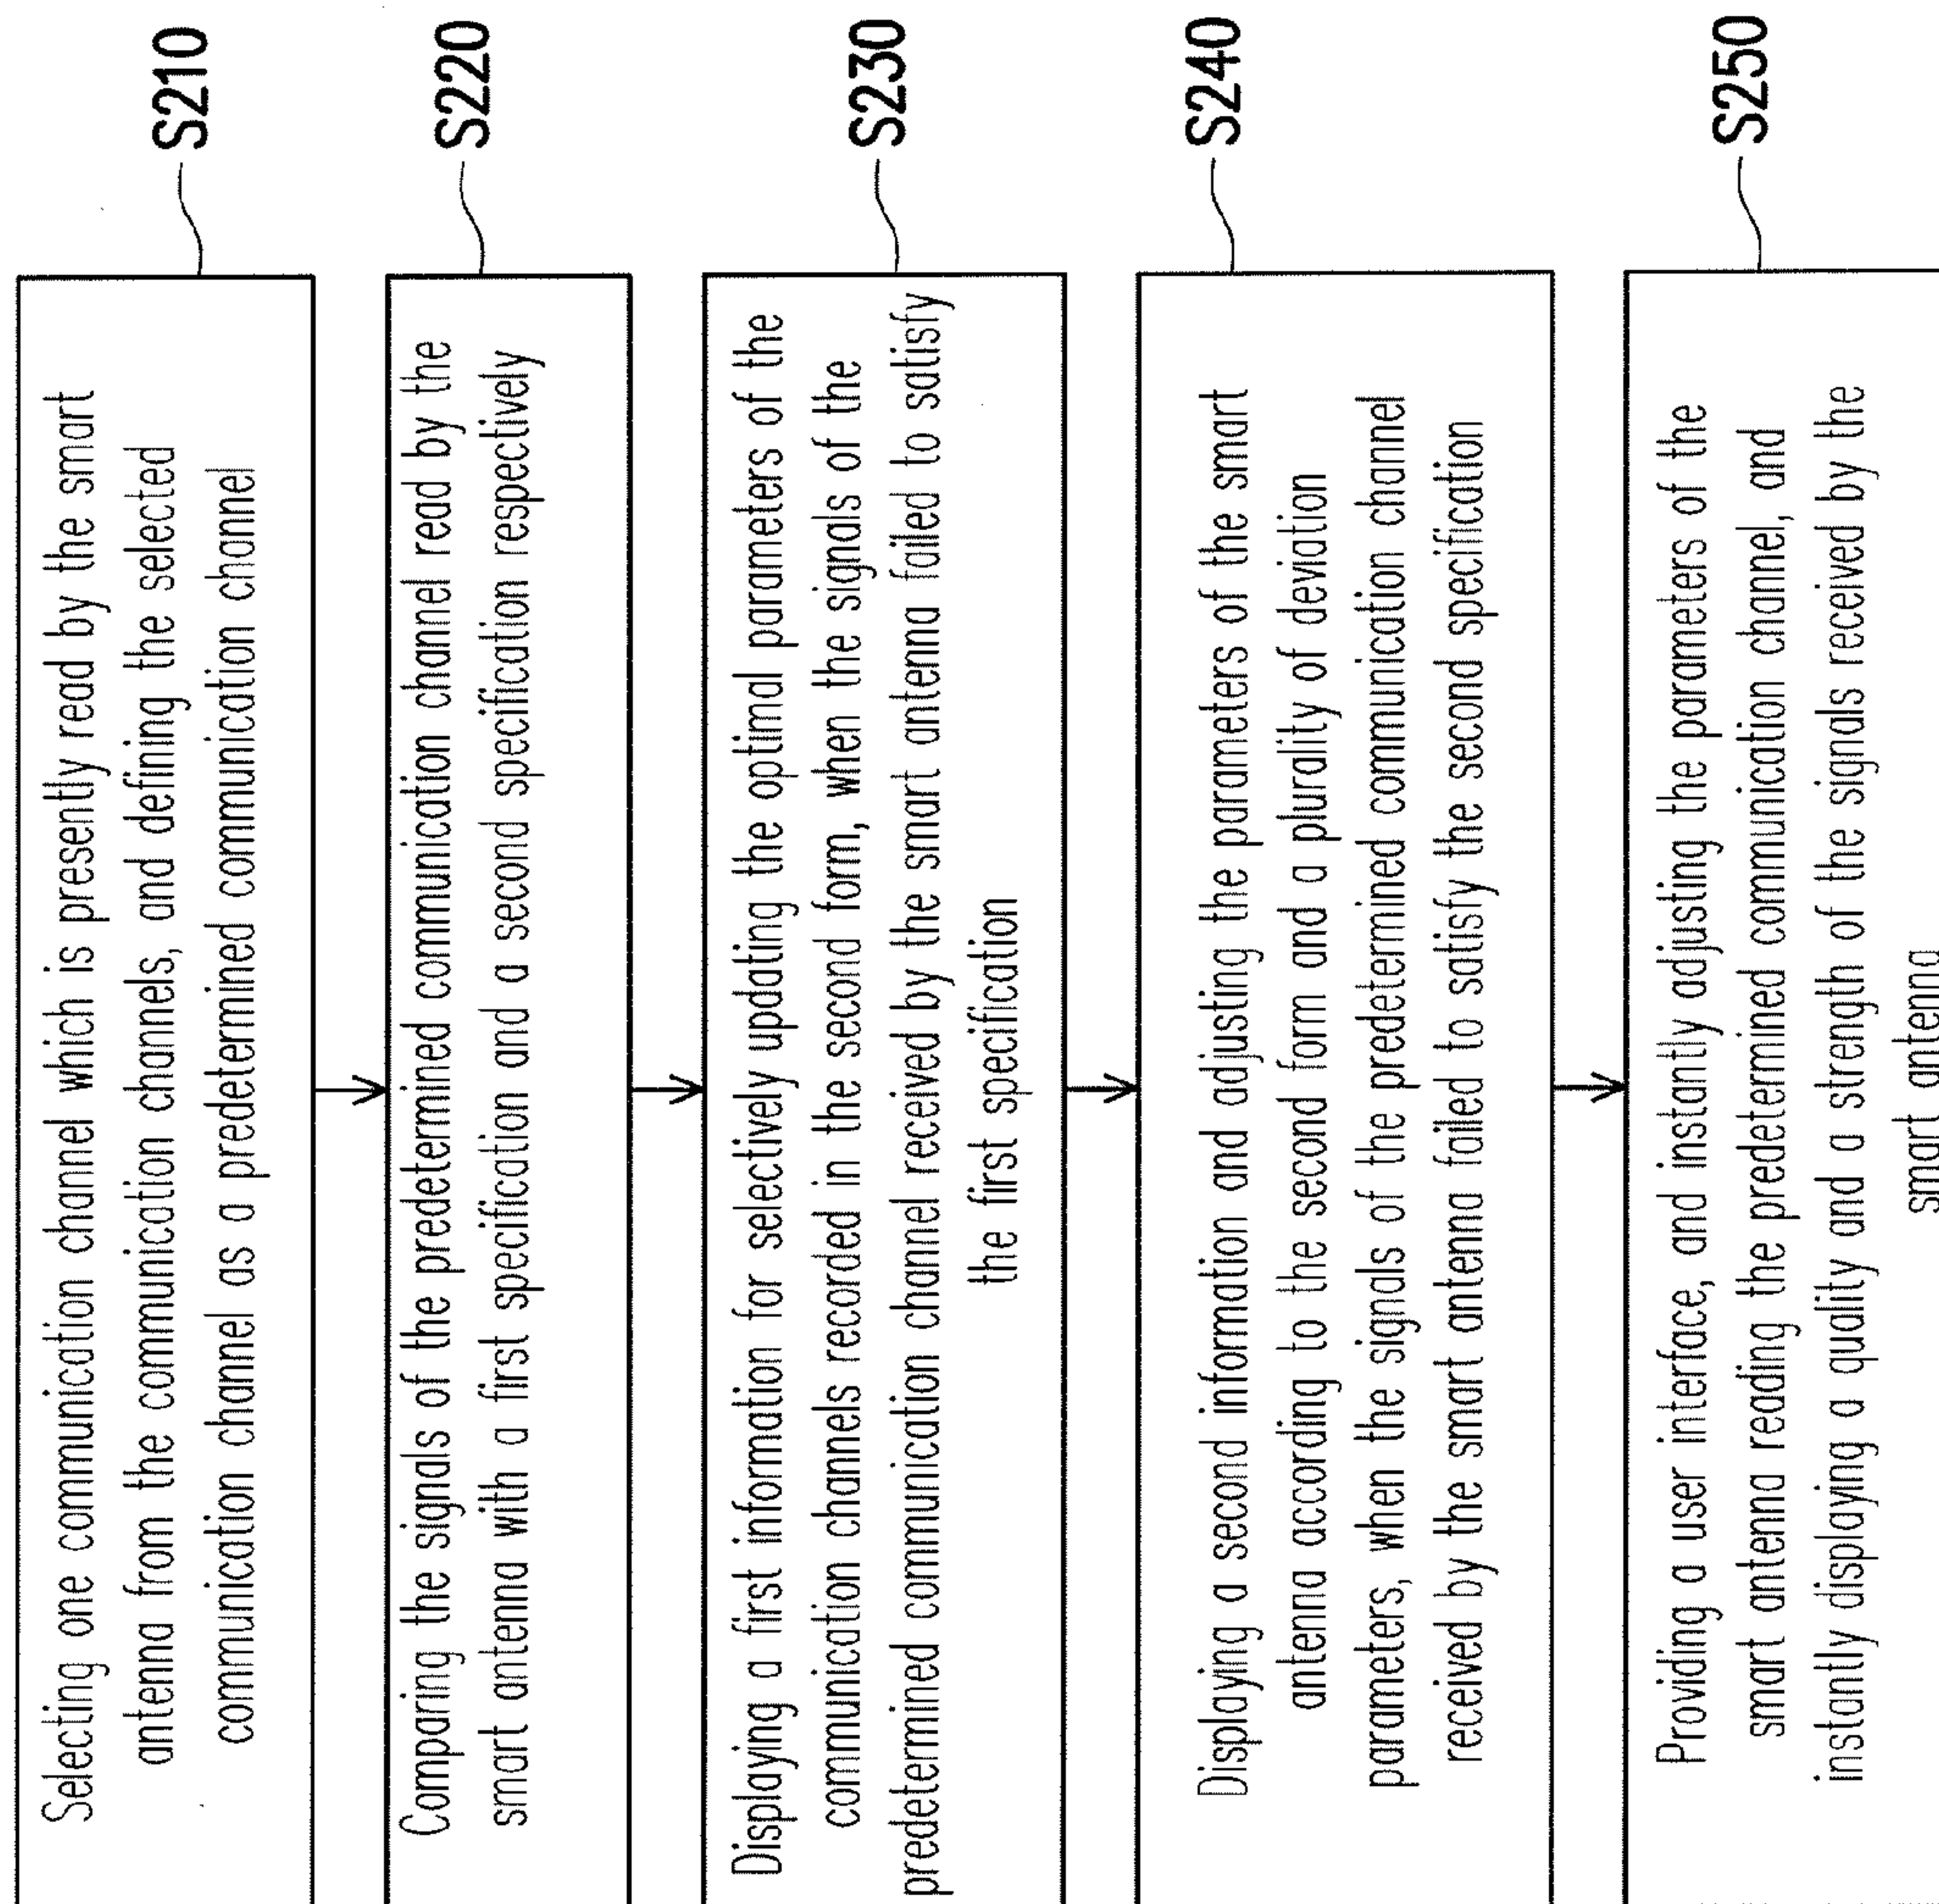 Selecting one communication channel which is presently read by the smart
antenna from the communication channels, and defining the selected
communication channel as a predetermined communication channel
S210
Comparing the signals of the predetermined communication channel read by the
smart antenna with a first specification and a second specification respectively
S220
Displaying a first information for selectively updating the optimal parameters of the
communication channels recorded in the second form, when the signals of the
predetermined communication channel received by the smart antenna failed to satisfy
the first specification
S230
Displaying a second information and adjusting the parameters of the smart
antenna according to the second form and a plurality of deviation
parameters, when the signals of the predetermined communication channel
received by the smart antenna failed to satisfy the second specification
S240
Providing a user interface, and instantly adjusting the parameters of the
smart antenna reading the predetermined communication channel, and
instantly displaying a quality and a strength of the signals received by the
smart antenna
S250